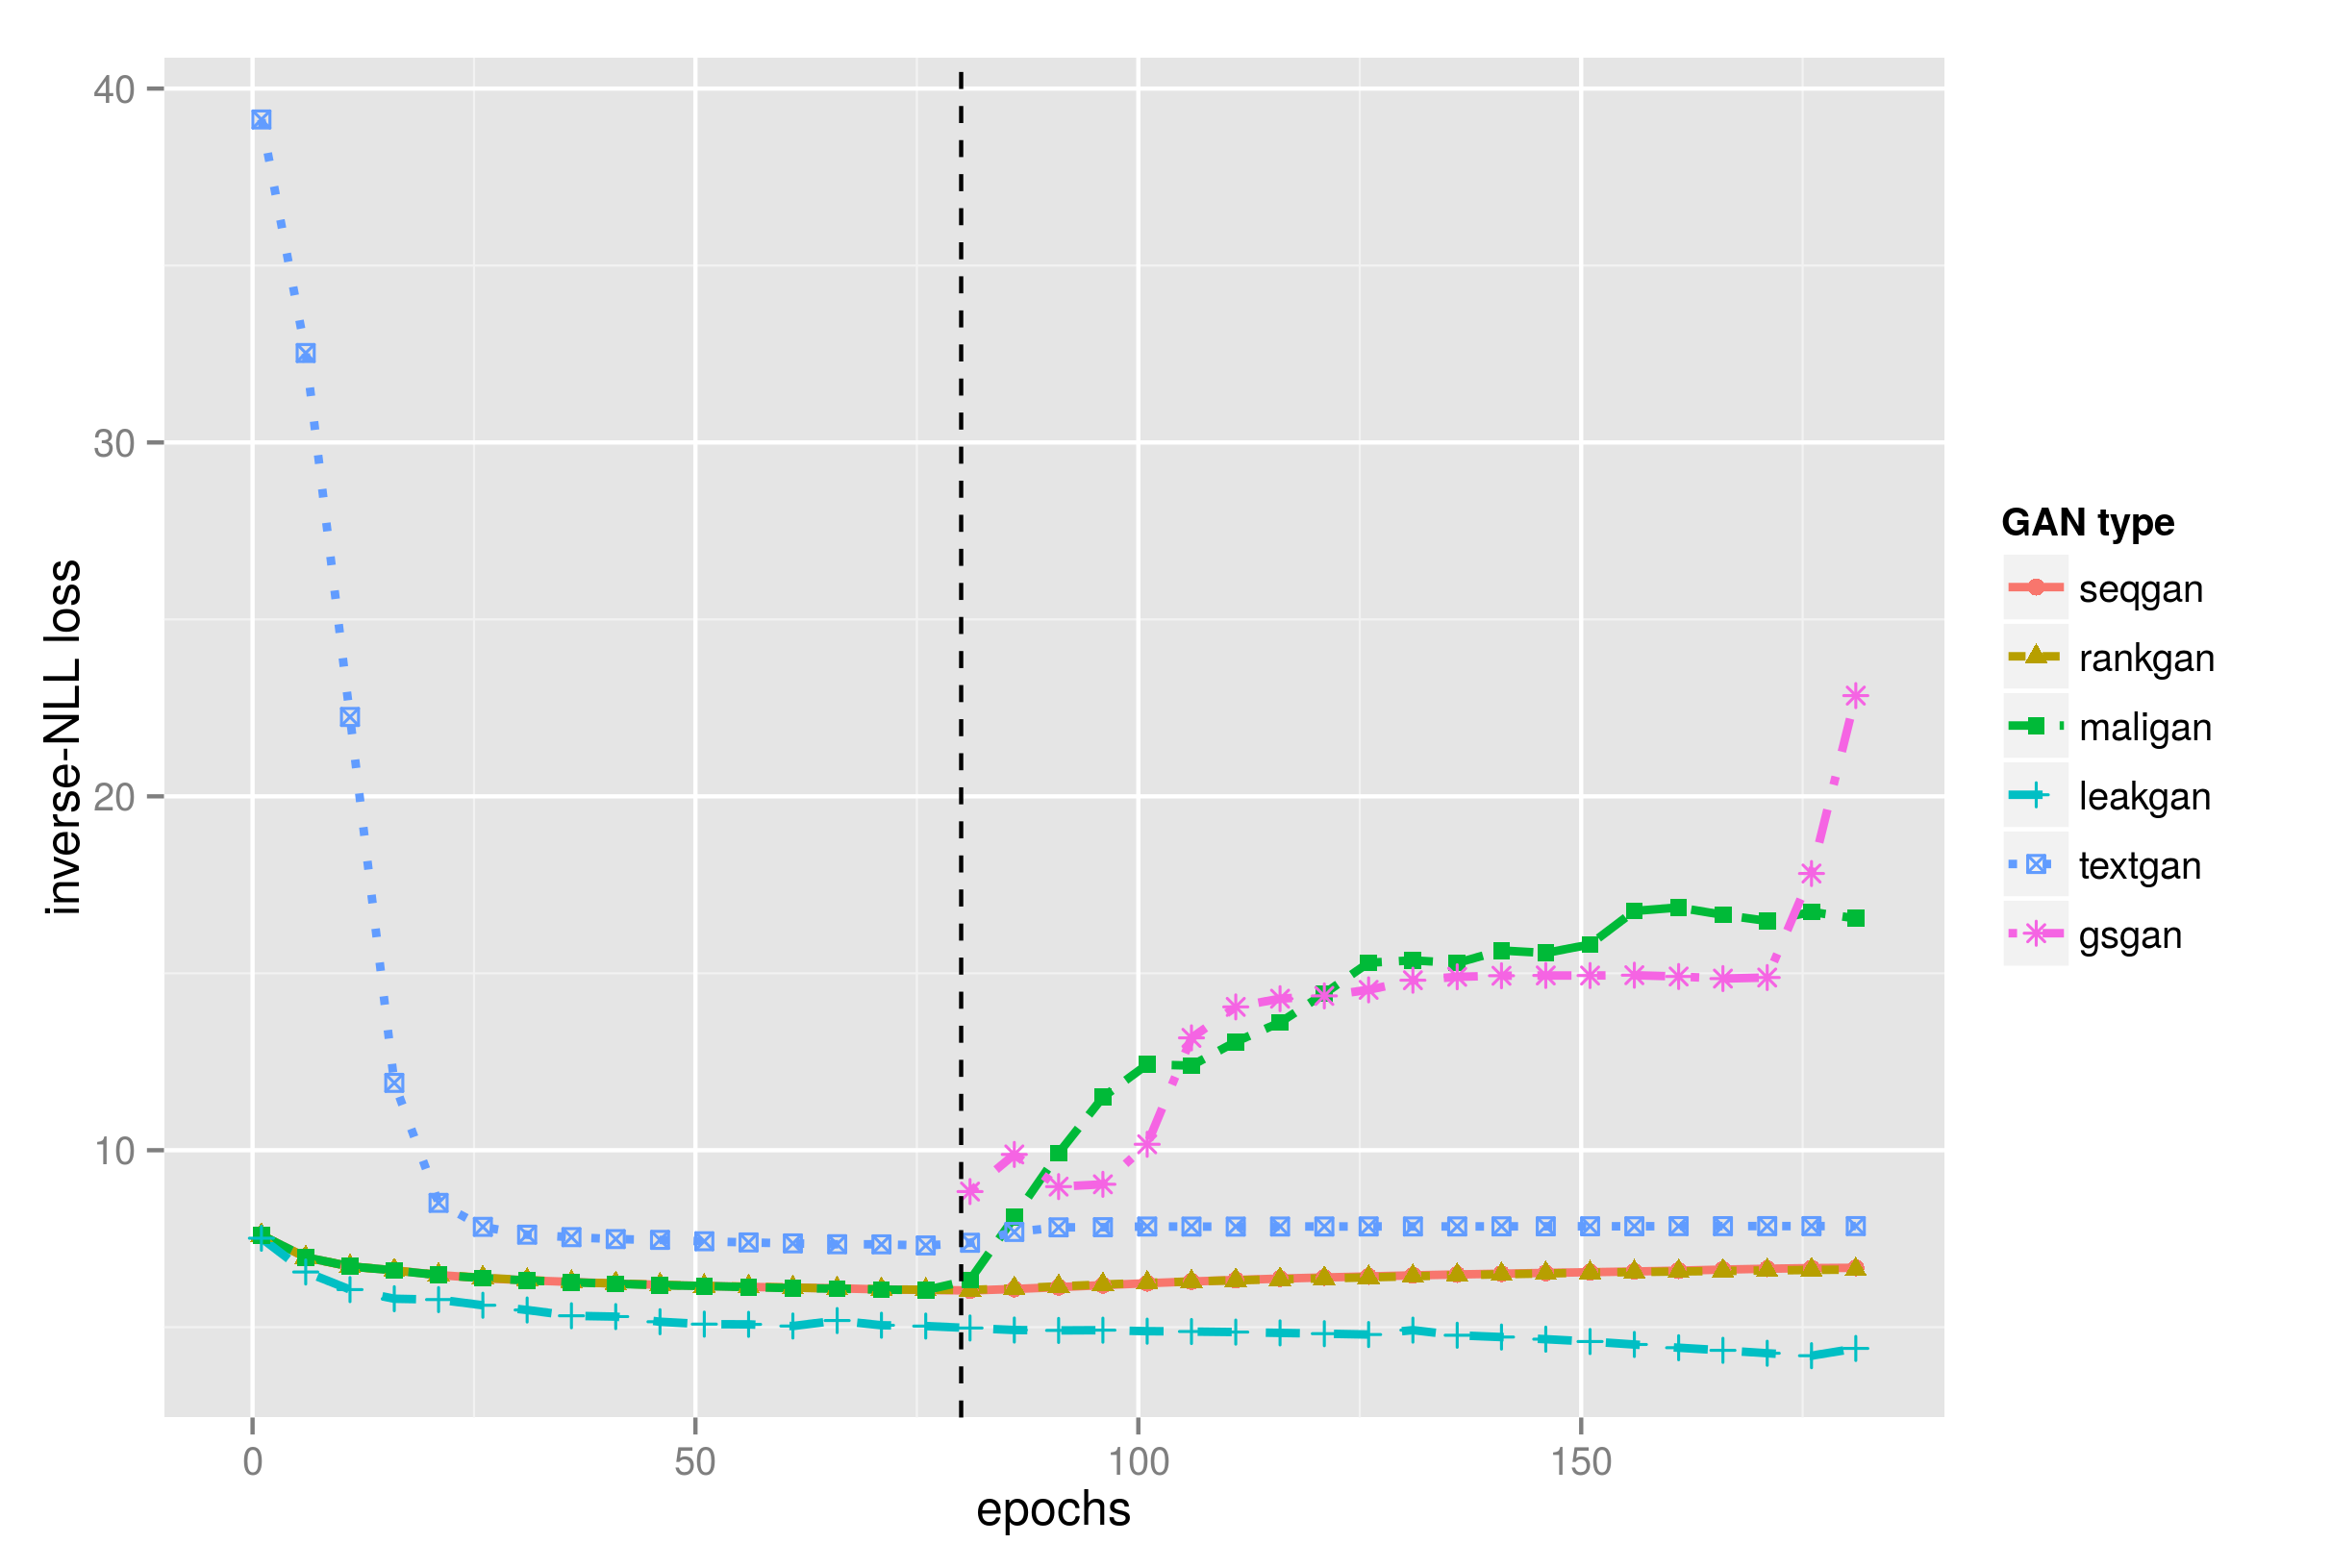 40
30
20
10
inverse-NLL loss
0
50
100
150
epochs
GAN type
seqgan
rankgan
maligan
leakgan
textgan
gsgan